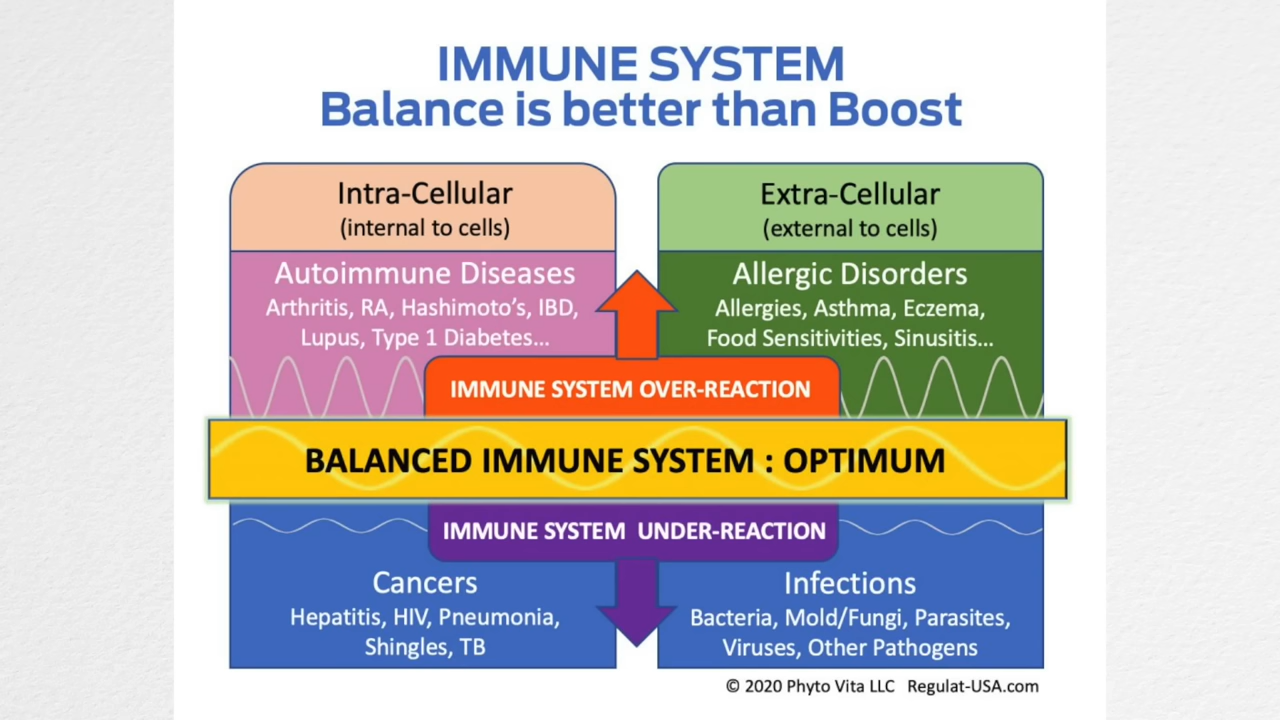 IMMUNE SYSTEM
Balance is better than Boost
Intra-Cellular
(internal to cells)
Autoimmune Diseases
Arthritis, RA, Hashimoto's, IBD,
Lupus, Type 1 Diabetes...
Extra-Cellular
(external to cells)
Allergic Disorders
Allergies, Asthma, Eczema,
Food Sensitivities, Sinusitis...
IMMUNE SYSTEM OVER-REACTION
BALANCED IMMUNE SYSTEM : OPTIMUM
IMMUNE SYSTEM UNDER-REACTION
Cancers
Hepatitis, HIV, Pneumonia,
Shingles, TB
Infections
Bacteria, Mold/Fungi, Parasites,
Viruses, Other Pathogens
© 2020 Phyto Vita LLC Regulat-USA.com